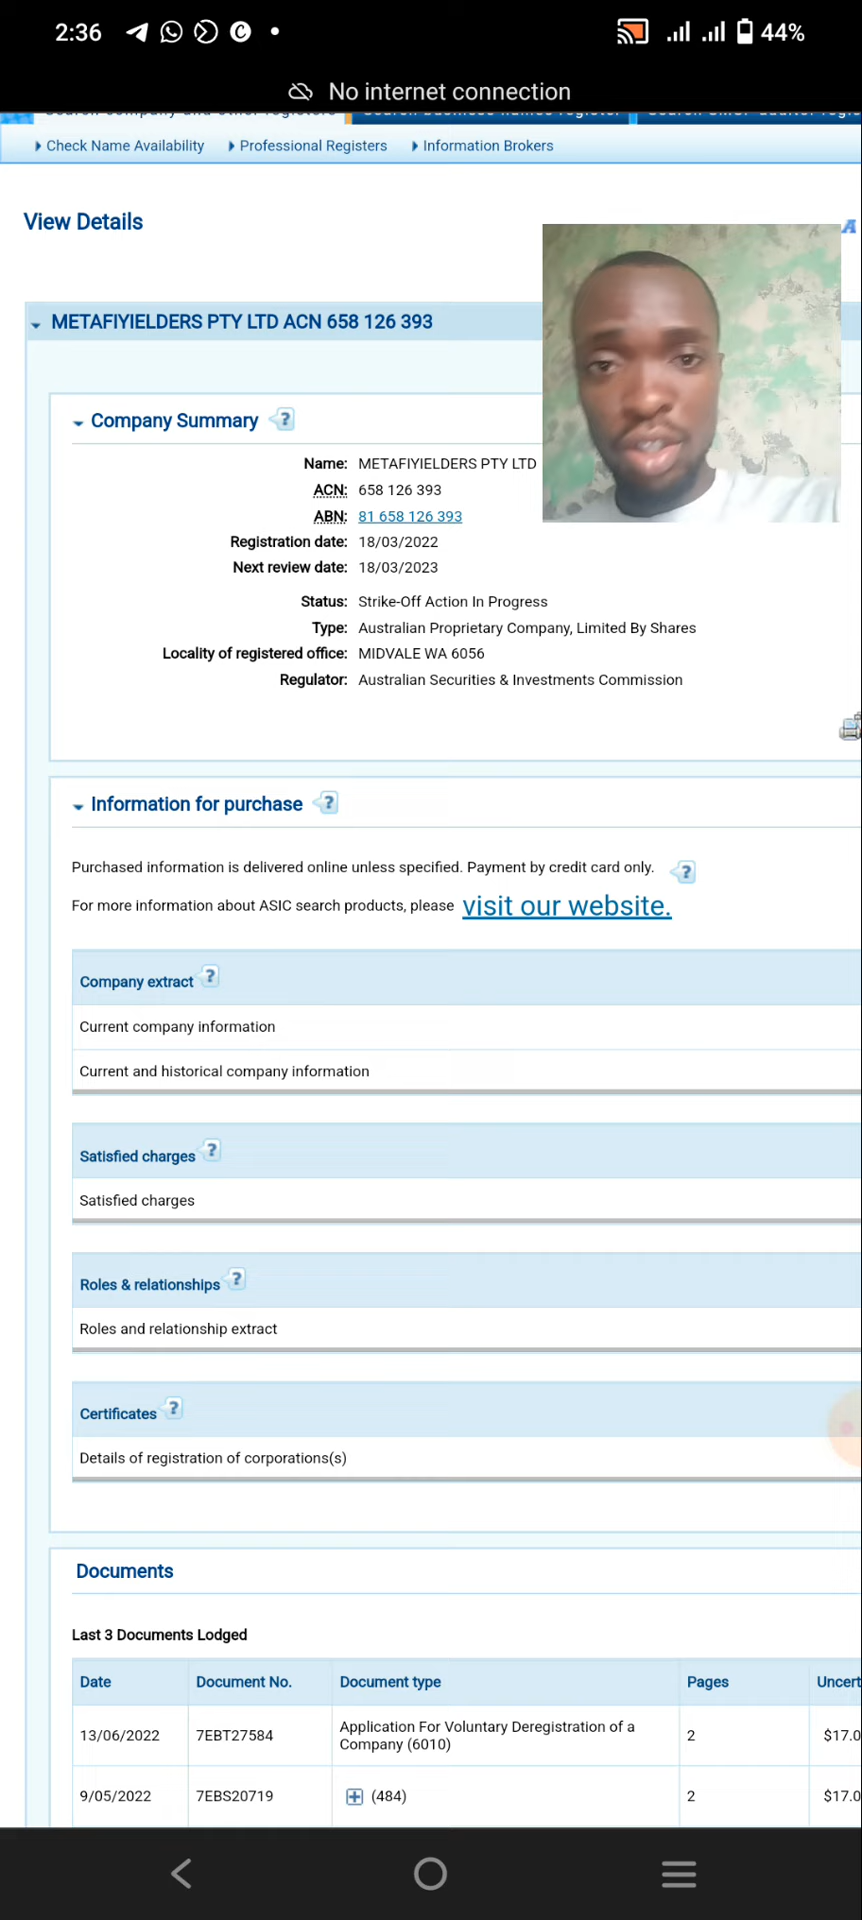 2:36
44%
No internet connection
Check Name Availability Professional Registers Information Brokers
View Details
METAFIYIELDERS PTY LTD ACN 658 126 393
Company Summary ?
Name: METAFIYIELDERS PTY LTD
ACN: 658 126 393
ABN: 81 658 126 393
Registration date: 18/03/2022
Next review date: 18/03/2023
Status: Strike-Off Action In Progress
Type: Australian Proprietary Company, Limited By Shares
Locality of registered office: MIDVALE WA 6056
Regulator: Australian Securities & Investments Commission
Information for purchase ?
Purchased information is delivered online unless specified. Payment by credit card only. ?
For more information about ASIC search products, please visit our website.
Company extract ?
Current company information
Current and historical company information
Satisfied charges ?
Satisfied charges
Roles & relationships ?
Roles and relationship extract
Certificates ?
Details of registration of corporations(s)
Documents
Last 3 Documents Lodged
Date Document No. Document type Pages Uncert
13/06/2022 7EBT27584 Application For Voluntary Deregistration of a
Company (6010) 2 $17.0
9/05/2022 7EBS20719 (484) 2 $17.0